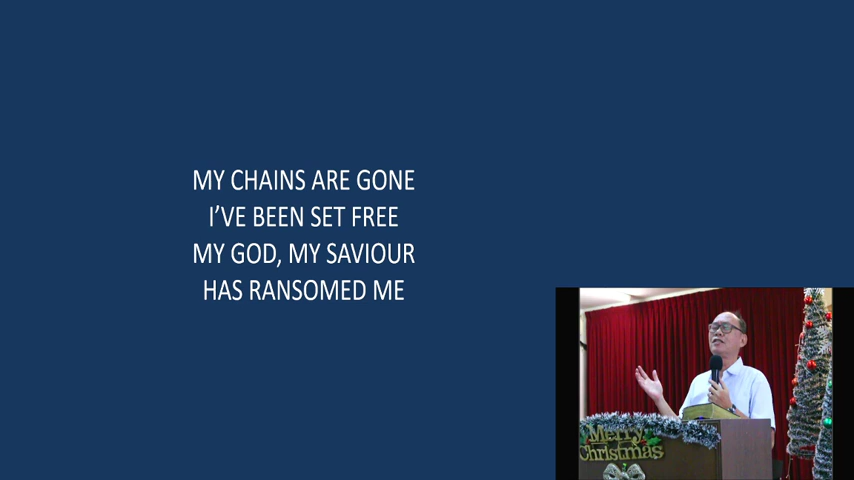 MY CHAINS ARE GONE
I'VE BEEN SET FREE
MY GOD, MY SAVIOUR
HAS RANSOMED ME
Merry
Christmas